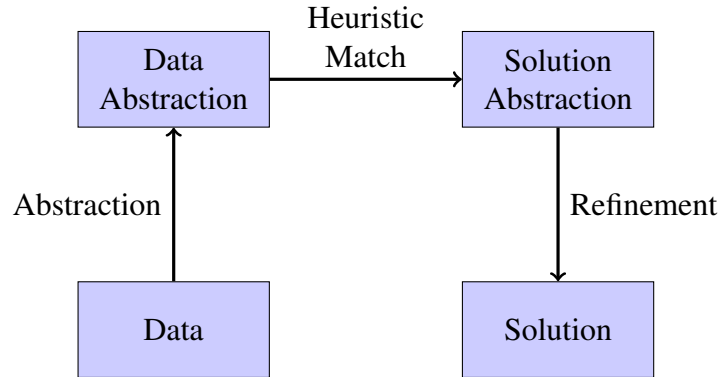 Heuristic
Match
Data
Abstraction
Solution
Abstraction
Abstraction
Refinement
Data
Solution